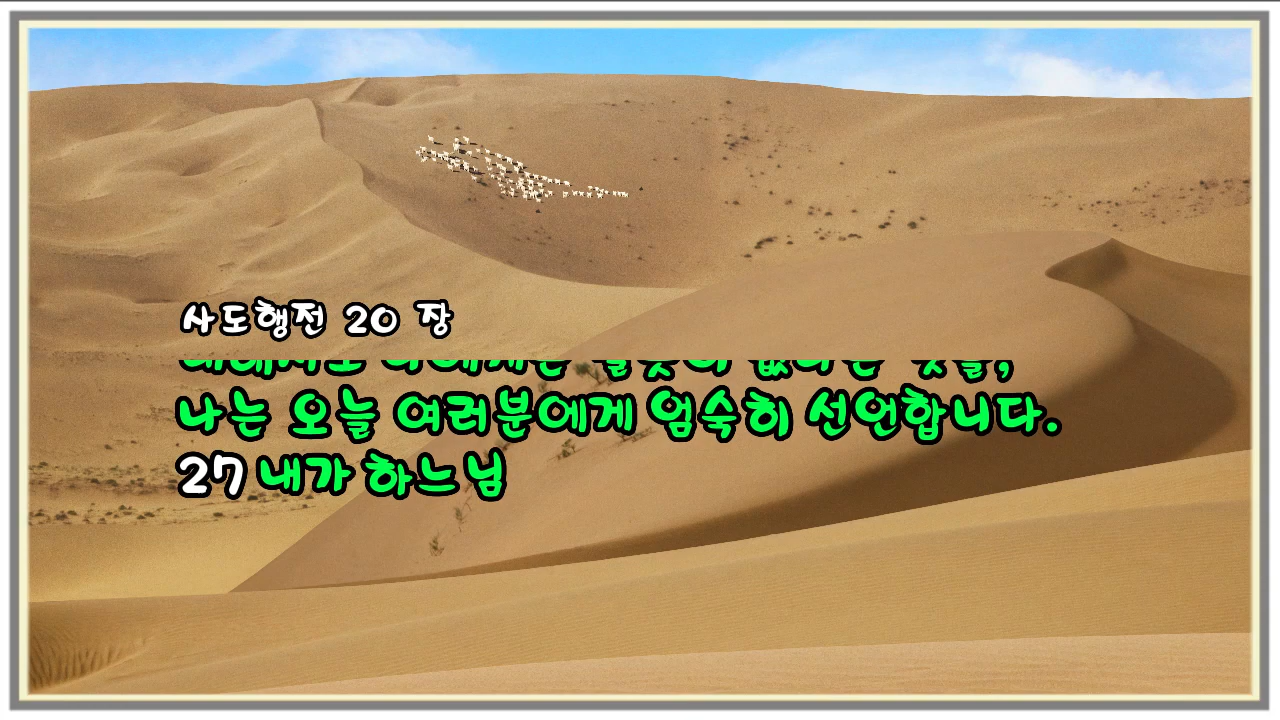 사도행전 20 장
나는 오늘 여러분에게 엄숙히 선언합니다.
27 내가 하느님